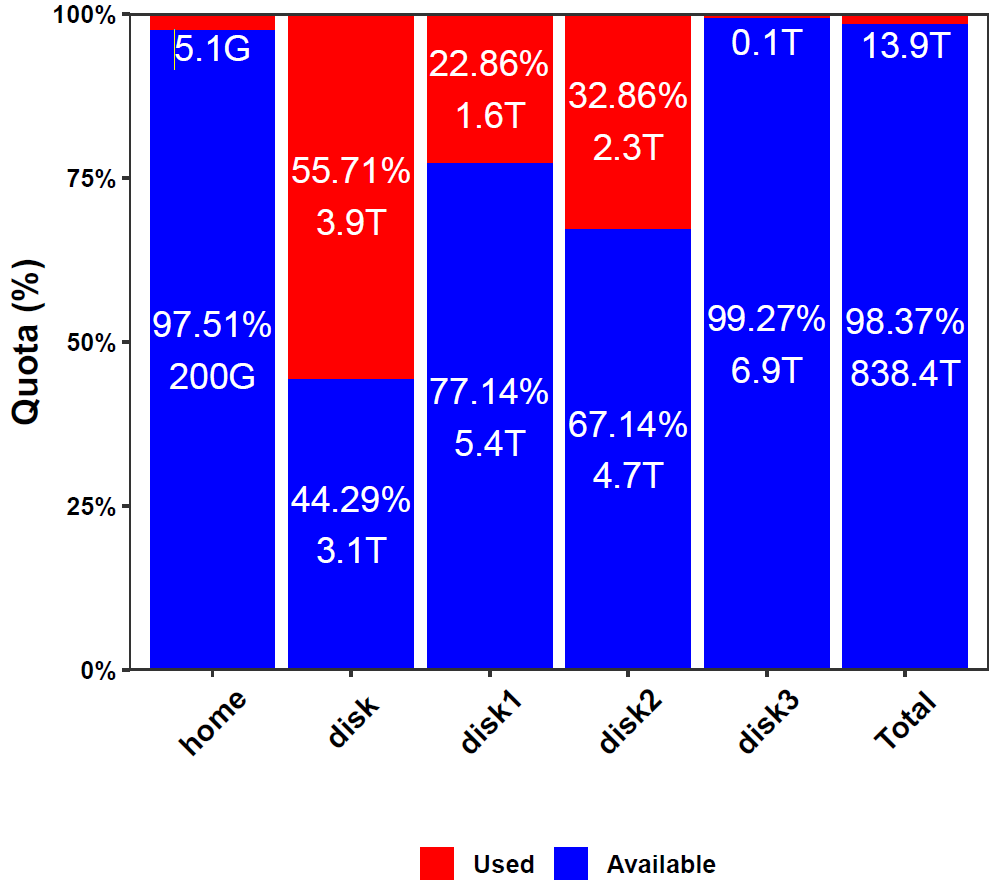 100%
75%
50%
25%
0%
Quota (%)
5.1G
97.51%
200G
55.71%
3.9T
44.29%
3.1T
22.86%
1.6T
77.14%
5.4T
32.86%
2.3T
67.14%
4.7T
0.1T
99.27%
6.9T
13.9T
98.37%
838.4T
home
disk
disk1
disk2
disk3
Total
Used
Available